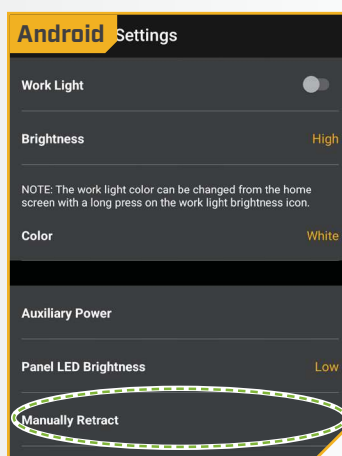 Android Settings
Work Light
Brightness High
NOTE: The work light color can be changed from the home
screen with a long press on the work light brightness icon.
Color White
Auxiliary Power
Panel LED Brightness Low
Manually Retract